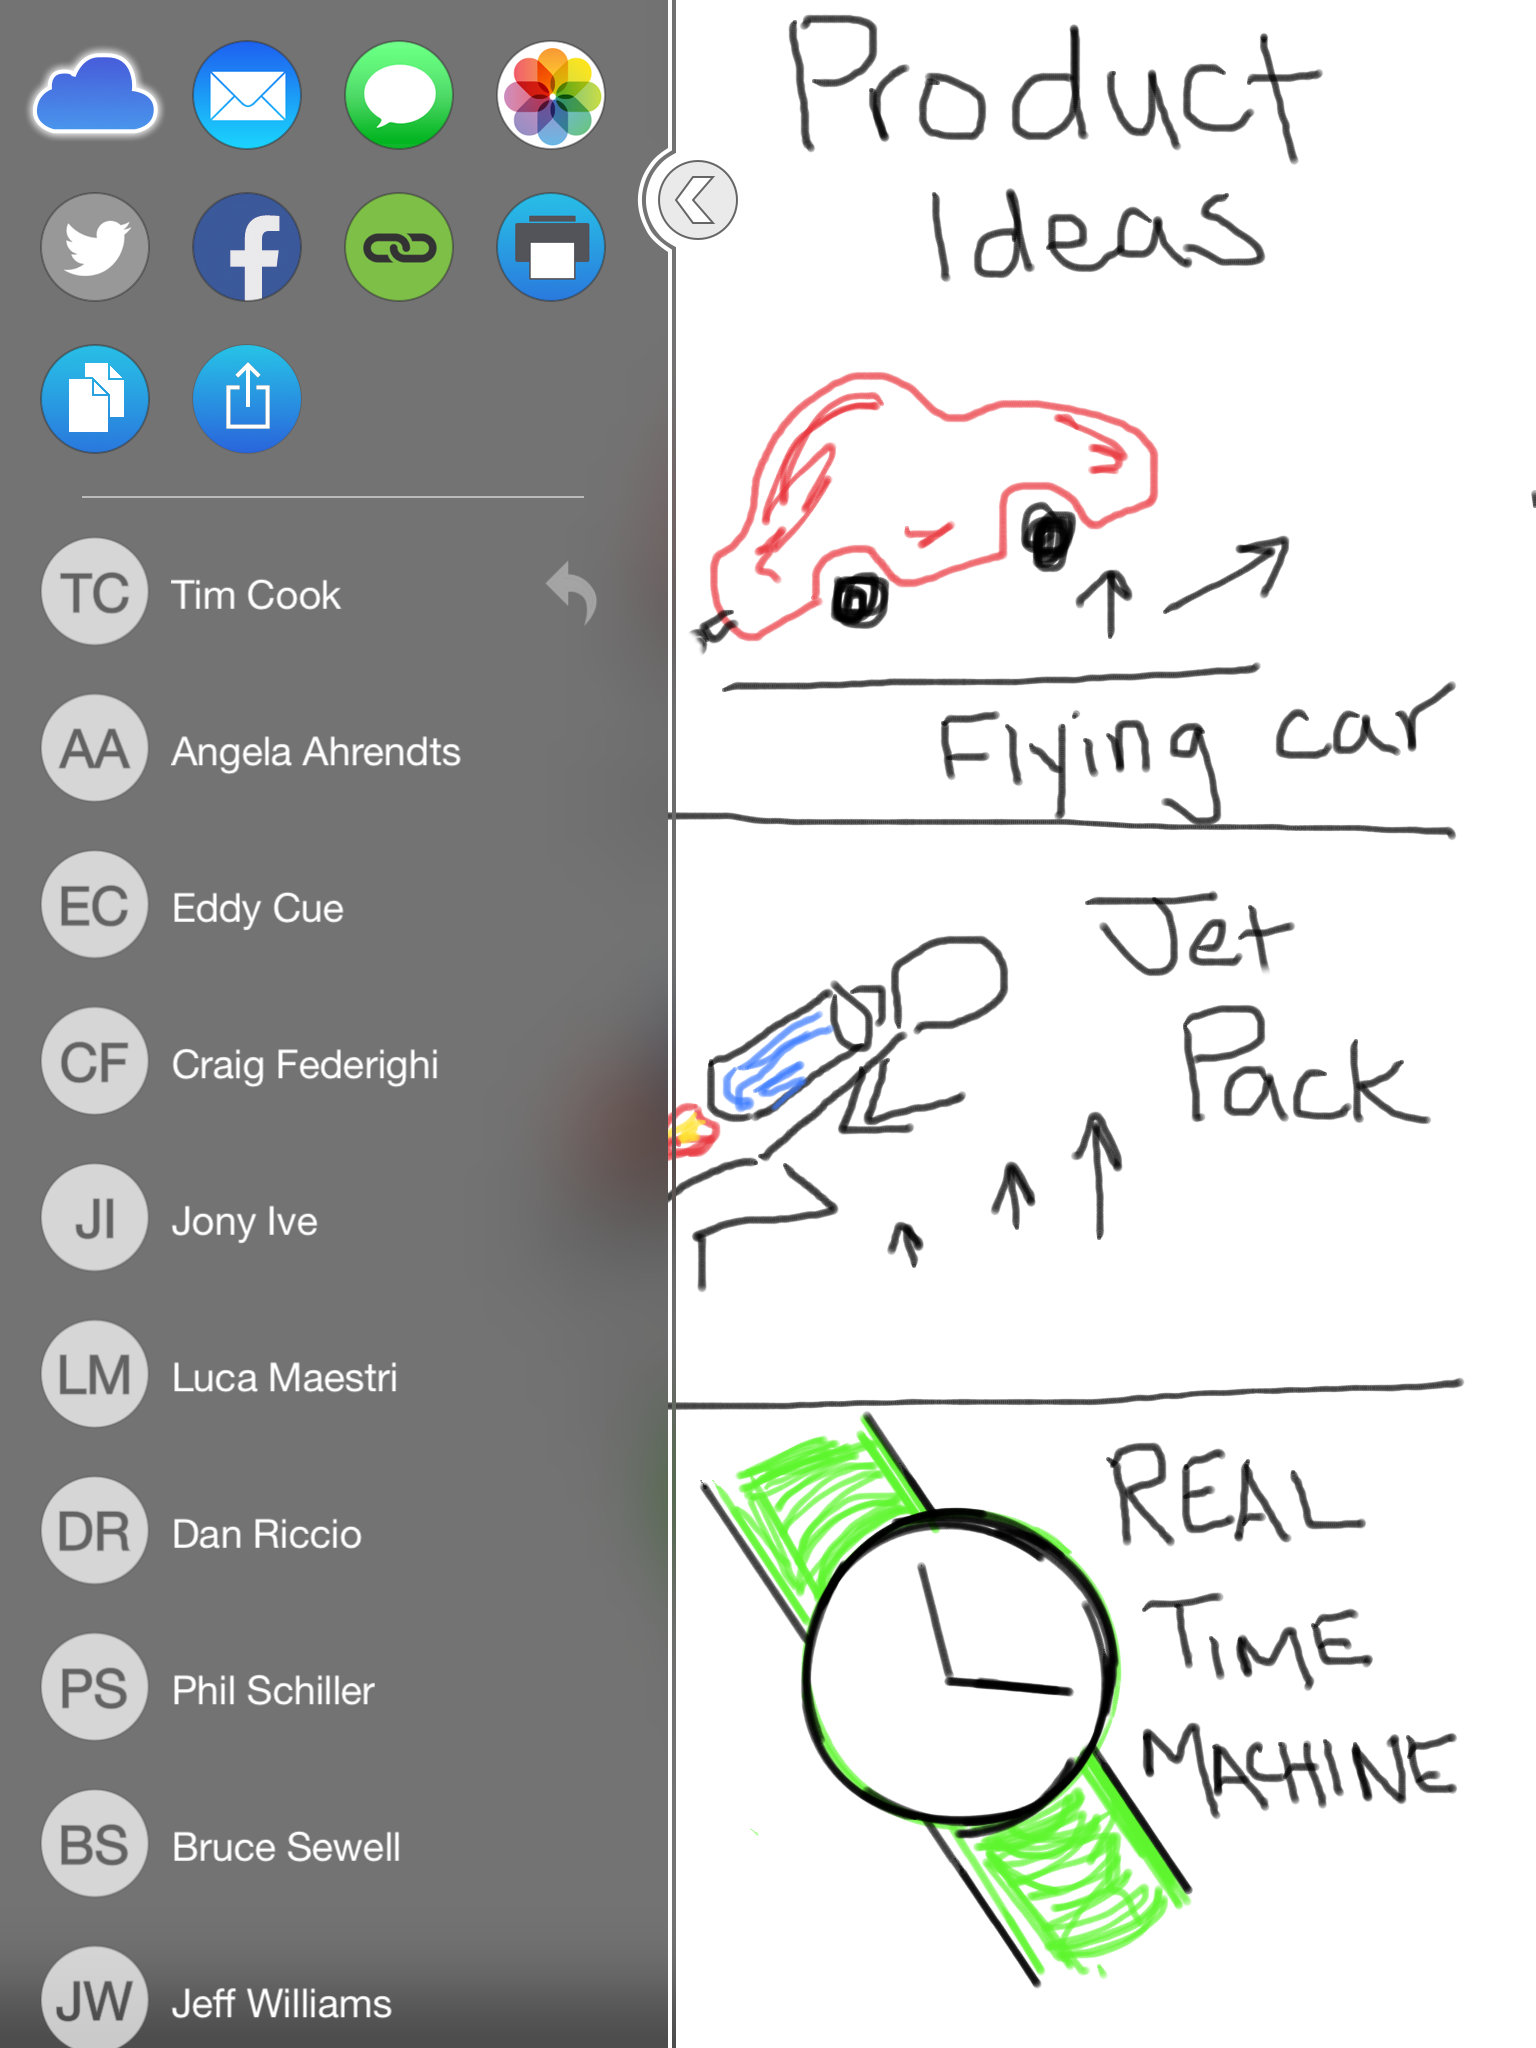 TC Tim Cook
AA Angela Ahrendts
EC Eddy Cue
CF Craig Federighi
JI Jony Ive
LM Luca Maestri
DR Dan Riccio
PS Phil Schiller
BS Bruce Sewell
JW Jeff Williams
Product
Ideas
Flying car
Jet
Pack
REAL
TIME
MACHINE